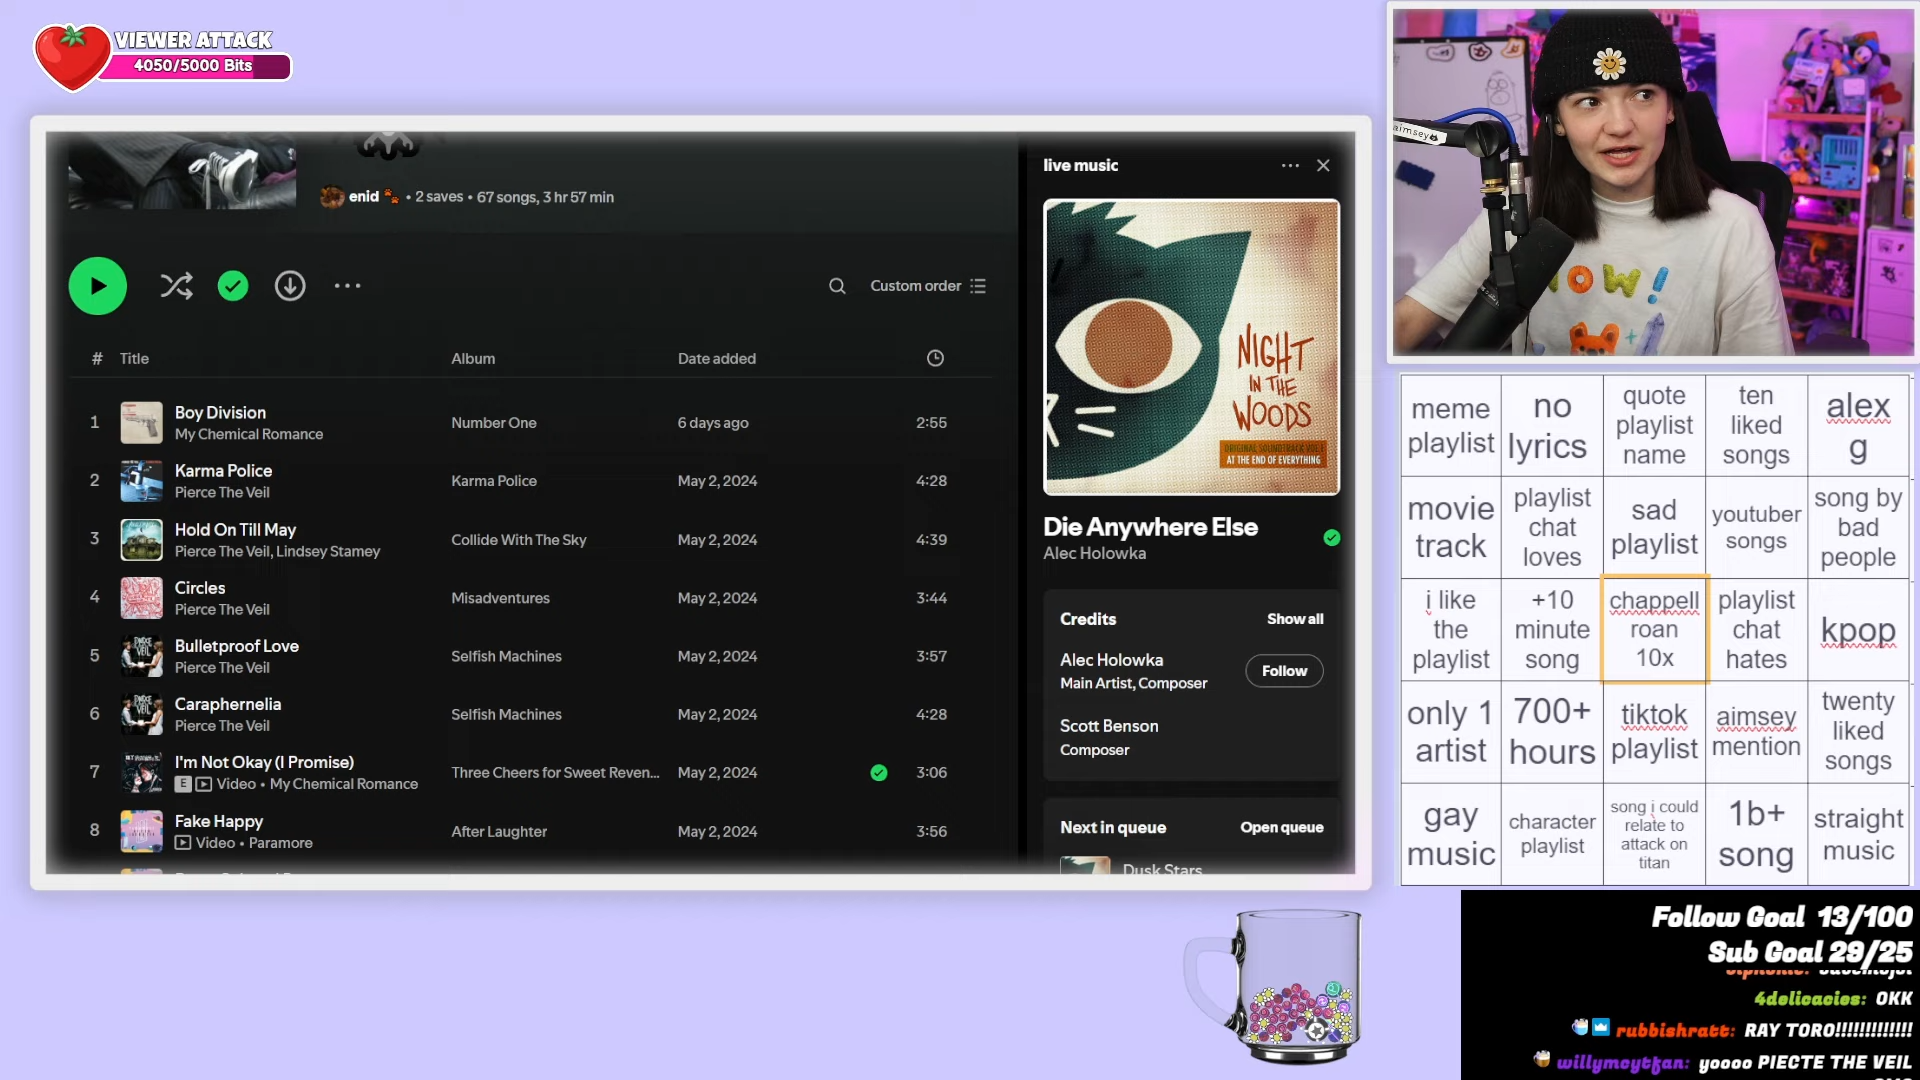 VIEWER ATTACK
4050/5000 Bits
enid 🐾 • 2 saves • 67 songs, 3 hr 57 min
Custom order
# Title Album Date added
1 Boy Division Number One 6 days ago 2:55
My Chemical Romance
2 Karma Police Karma Police May 2, 2024 4:28
Pierce The Veil
3 Hold On Till May Collide With The Sky May 2, 2024 4:39
Pierce The Veil, Lindsey Stamey
4 Circles Misadventures May 2, 2024 3:44
Pierce The Veil
5 Bulletproof Love Selfish Machines May 2, 2024 3:57
Pierce The Veil
6 Caraphernelia Selfish Machines May 2, 2024 4:28
Pierce The Veil
7 I'm Not Okay (I Promise) Three Cheers for Sweet Reven... May 2, 2024 3:06
E Video • My Chemical Romance
8 Fake Happy After Laughter May 2, 2024 3:56
Video • Paramore
live music
NIGHT
IN THE
WOODS
ORIGINAL SOUNDTRACK VOL. 1
AT THE END OF EVERYTHING
Die Anywhere Else
Alec Holowka
Credits Show all
Alec Holowka
Main Artist, Composer
Follow
Scott Benson
Composer
Next in queue Open queue
Dusk Stars
aimsey
WOW!
meme
playlist
no
lyrics
quote
playlist
name
ten
liked
songs
alex
g
movie
track
playlist
chat
loves
sad
playlist
youtuber
songs
song by
bad
people
i like
the
playlist
+10
minute
song
chappell
roan
10x
playlist
chat
hates
kpop
only 1
artist
700+
hours
tiktok
playlist
aimsey
mention
twenty
liked
songs
gay
music
character
playlist
song i could
relate to
attack on
titan
1b+
song
straight
music
Follow Goal 13/100
Sub Goal 29/25
4delicacies: OKK
rubbishratt: RAY TORO!!!!!!!!!!!!!
willymcytfan: yoooo PIECTE THE VEIL